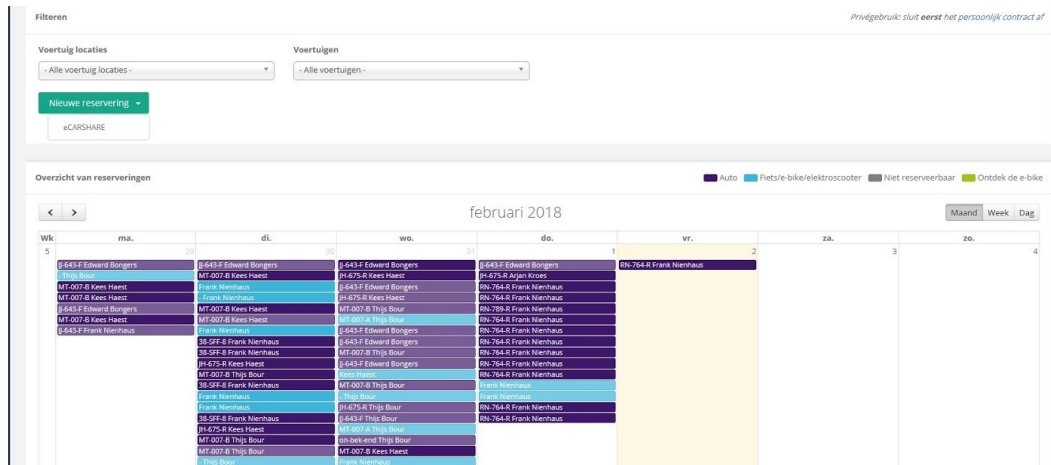 Filteren
Privégebruik: sluit eerst het persoonlijk contract af
Voertuig locaties Voertuigen
- Alle voertuig locaties - - Alle voertuigen -
Nieuwe reservering
eCARSHARE
Overzicht van reserveringen
Auto Fiets/e-bike/elektroscooter Niet reserveerbaar Ontdek de e-bike
februari 2018
Maand Week Dag
Wk ma. di. wo. do. vr. za. zo.
5 29 30 31 1 2 3 4
JJ-643-F Edward Bongers JJ-643-F Edward Bongers JJ-643-F Edward Bongers JJ-643-F Edward Bongers RN-764-R Frank Nienhaus
- Thijs Bour MT-007-B Kees Haest JH-675-R Kees Haest JH-675-R Arjan Kroes
MT-007-B Kees Haest Frank Nienhaus JJ-643-F Edward Bongers RN-764-R Frank Nienhaus
MT-007-B Kees Haest - Frank Nienhaus JH-675-R Kees Haest RN-764-R Frank Nienhaus
JJ-643-F Edward Bongers MT-007-B Kees Haest MT-007-B Thijs Bour RN-789-R Frank Nienhaus
MT-007-B Kees Haest MT-007-B Kees Haest MT-007-A Thijs Bour RN-764-R Frank Nienhaus
JJ-643-F Frank Nienhaus Frank Nienhaus JJ-643-F Edward Bongers RN-764-R Frank Nienhaus
38-SFF-8 Frank Nienhaus JJ-643-F Edward Bongers RN-764-R Frank Nienhaus
38-SFF-8 Frank Nienhaus MT-007-B Thijs Bour RN-764-R Frank Nienhaus
JH-675-R Kees Haest JJ-643-F Edward Bongers RN-764-R Frank Nienhaus
MT-007-B Thijs Bour Kees Haest RN-764-R Frank Nienhaus
38-SFF-8 Frank Nienhaus MT-007-B Thijs Bour Frank Nienhaus
Frank Nienhaus - Thijs Bour Frank Nienhaus
Frank Nienhaus JH-675-R Thijs Bour RN-764-R Frank Nienhaus
38-SFF-8 Frank Nienhaus JJ-643-F Thijs Bour RN-764-R Frank Nienhaus
JH-675-R Kees Haest MT-007-A Thijs Bour
MT-007-B Thijs Bour on-bek-end Thijs Bour
MT-007-B Thijs Bour MT-007-B Kees Haest
- Thijs Bour Frank Nienhaus